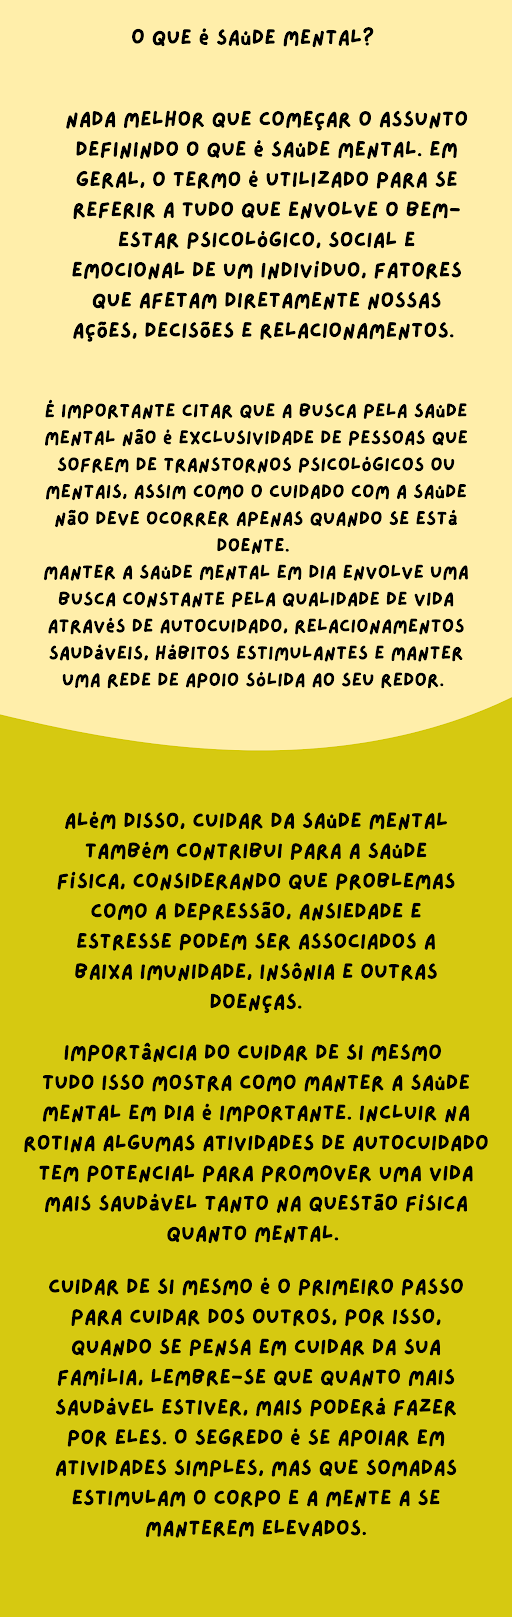 O QUE é SAúDE MENTAL?
NADA MELHOR QUE COMEÇAR O ASSUNTO
DEFININDO O QUE é SAúDE MENTAL. EM
GERAL, O TERMO é UTILIZADO PARA SE
REFERIR A TUDO QUE ENVOLVE O BEM-
ESTAR PSICOLóGICO, SOCIAL E
EMOCIONAL DE UM INDIVíDUO, FATORES
QUE AFETAM DIRETAMENTE NOSSAS
AÇõES, DECISõES E RELACIONAMENTOS.
É IMPORTANTE CITAR QUE A BUSCA PELA SAúDE
MENTAL NãO é EXCLUSIVIDADE DE PESSOAS QUE
SOFREM DE TRANSTORNOS PSICOLóGICOS OU
MENTAIS, ASSIM COMO O CUIDADO COM A SAúDE
NãO DEVE OCORRER APENAS QUANDO SE ESTá
DOENTE.
MANTER A SAúDE MENTAL EM DIA ENVOLVE UMA
BUSCA CONSTANTE PELA QUALIDADE DE VIDA
ATRAVéS DE AUTOCUIDADO, RELACIONAMENTOS
SAUDáVEIS, HáBITOS ESTIMULANTES E MANTER
UMA REDE DE APOIO SóLIDA AO SEU REDOR.
ALéM DISSO, CUIDAR DA SAúDE MENTAL
TAMBéM CONTRIBUI PARA A SAúDE
FíSICA, CONSIDERANDO QUE PROBLEMAS
COMO A DEPRESSãO, ANSIEDADE E
ESTRESSE PODEM SER ASSOCIADOS A
BAIXA IMUNIDADE, INSôNIA E OUTRAS
DOENÇAS.
IMPORTâNCIA DO CUIDAR DE SI MESMO
TUDO ISSO MOSTRA COMO MANTER A SAúDE
MENTAL EM DIA é IMPORTANTE. INCLUIR NA
ROTINA ALGUMAS ATIVIDADES DE AUTOCUIDADO
TEM POTENCIAL PARA PROMOVER UMA VIDA
MAIS SAUDáVEL TANTO NA QUESTãO FíSICA
QUANTO MENTAL.
CUIDAR DE SI MESMO é O PRIMEIRO PASSO
PARA CUIDAR DOS OUTROS, POR ISSO,
QUANDO SE PENSA EM CUIDAR DA SUA
FAMíLIA, LEMBRE-SE QUE QUANTO MAIS
SAUDáVEL ESTIVER, MAIS PODERá FAZER
POR ELES. O SEGREDO é SE APOIAR EM
ATIVIDADES SIMPLES, MAS QUE SOMADAS
ESTIMULAM O CORPO E A MENTE A SE
MANTEREM ELEVADOS.